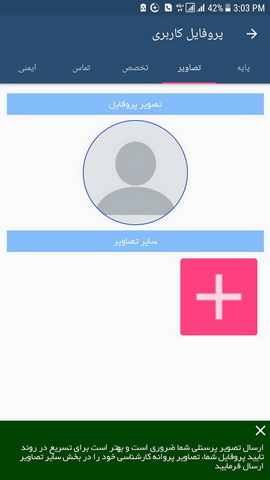 42% 3:03 PM
پروفایل کاربری
پایه تصاویر تخصص تماس ایمنی
تصویر پروفایل
سایر تصاویر
ارسال تصویر پرسنلی شما ضروری است و بهتر است برای تسریع در روند
تایید پروفایل شما، تصاویر پروانه کارشناسی خود را در بخش سایر تصاویر
ارسال فرمایید